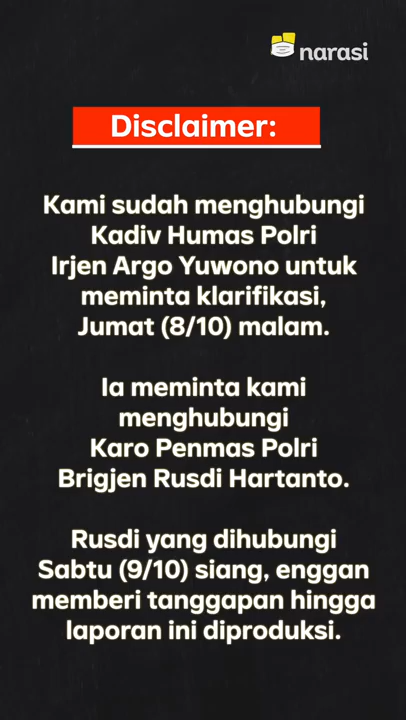 narasi
Disclaimer:
Kami sudah menghubungi
Kadiv Humas Polri
Irjen Argo Yuwono untuk
meminta klarifikasi,
Jumat (8/10) malam.
Ia meminta kami
menghubungi
Karo Penmas Polri
Brigjen Rusdi Hartanto.
Rusdi yang dihubungi
Sabtu (9/10) siang, enggan
memberi tanggapan hingga
laporan ini diproduksi.